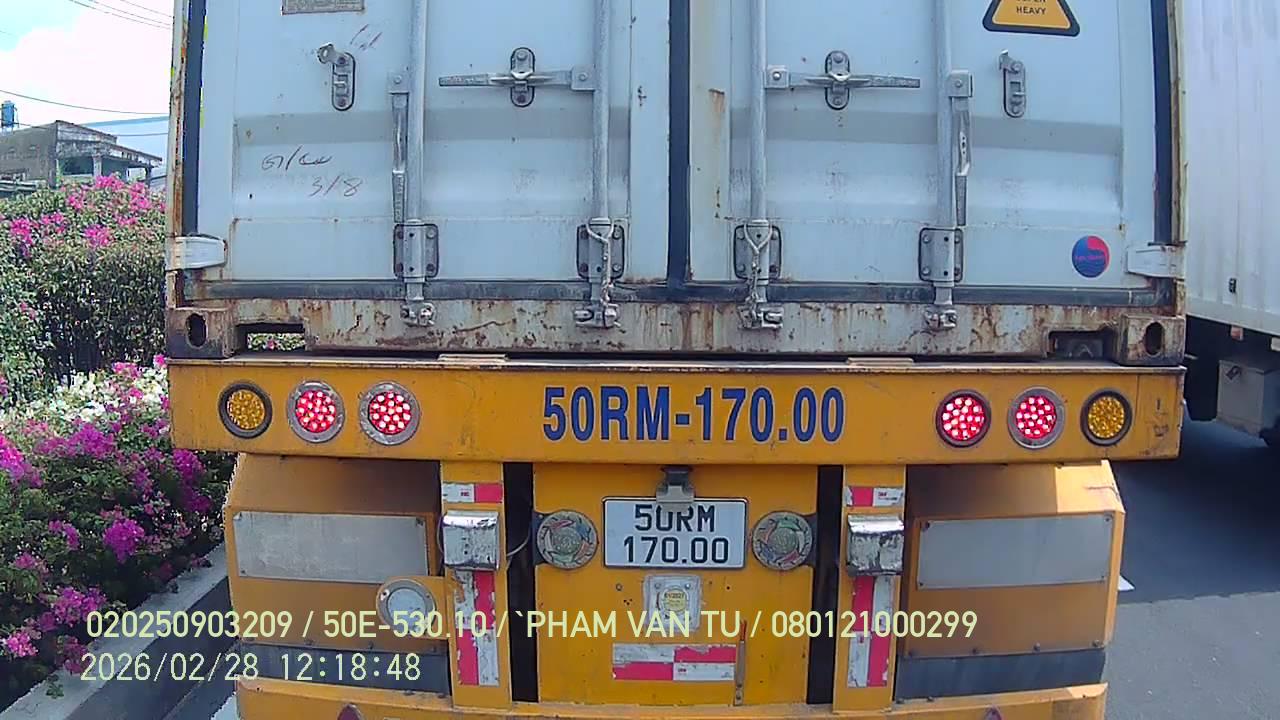 HEAVY
3/8
50RM-170.00
50RM
170.00
020250903209 / 50E-530.10 / `PHAM VAN TU / 080121000299
2026/02/28 12:18:48